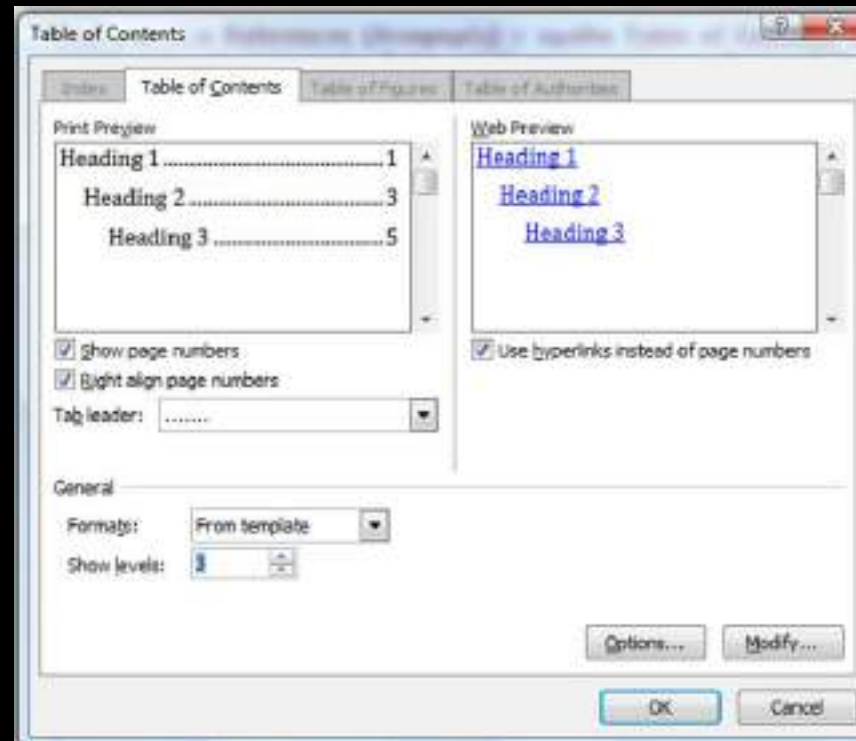 Table of Contents
Index Table of Contents Table of Figures Table of Authorities
Print Preview
Heading 1 ........................................ 1
Heading 2 .................................. 3
Heading 3 .............................. 5
Web Preview
Heading 1
Heading 2
Heading 3
Show page numbers
Right align page numbers
Tab leader: .......
Use hyperlinks instead of page numbers
General
Formats: From template
Show levels: 3
Options... Modify...
OK Cancel